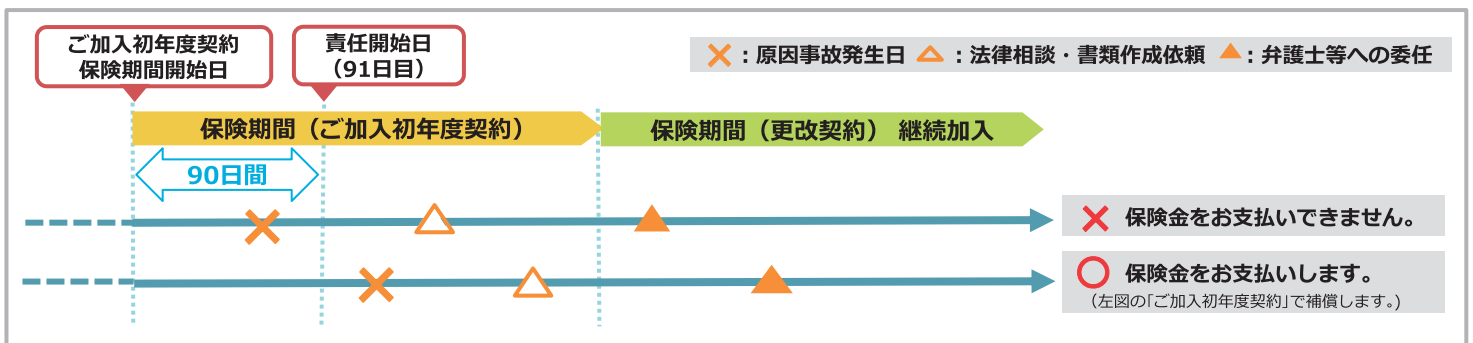 ご加入初年度契約
保険期間開始日
責任開始日
（91日目）
：原因事故発生日 ：法律相談・書類作成依頼 ：弁護士等への委任
保険期間（ご加入初年度契約）
保険期間（更改契約） 継続加入
90日間
保険金をお支払いできません。
保険金をお支払いします。
（左図の「ご加入初年度契約」で補償します。）